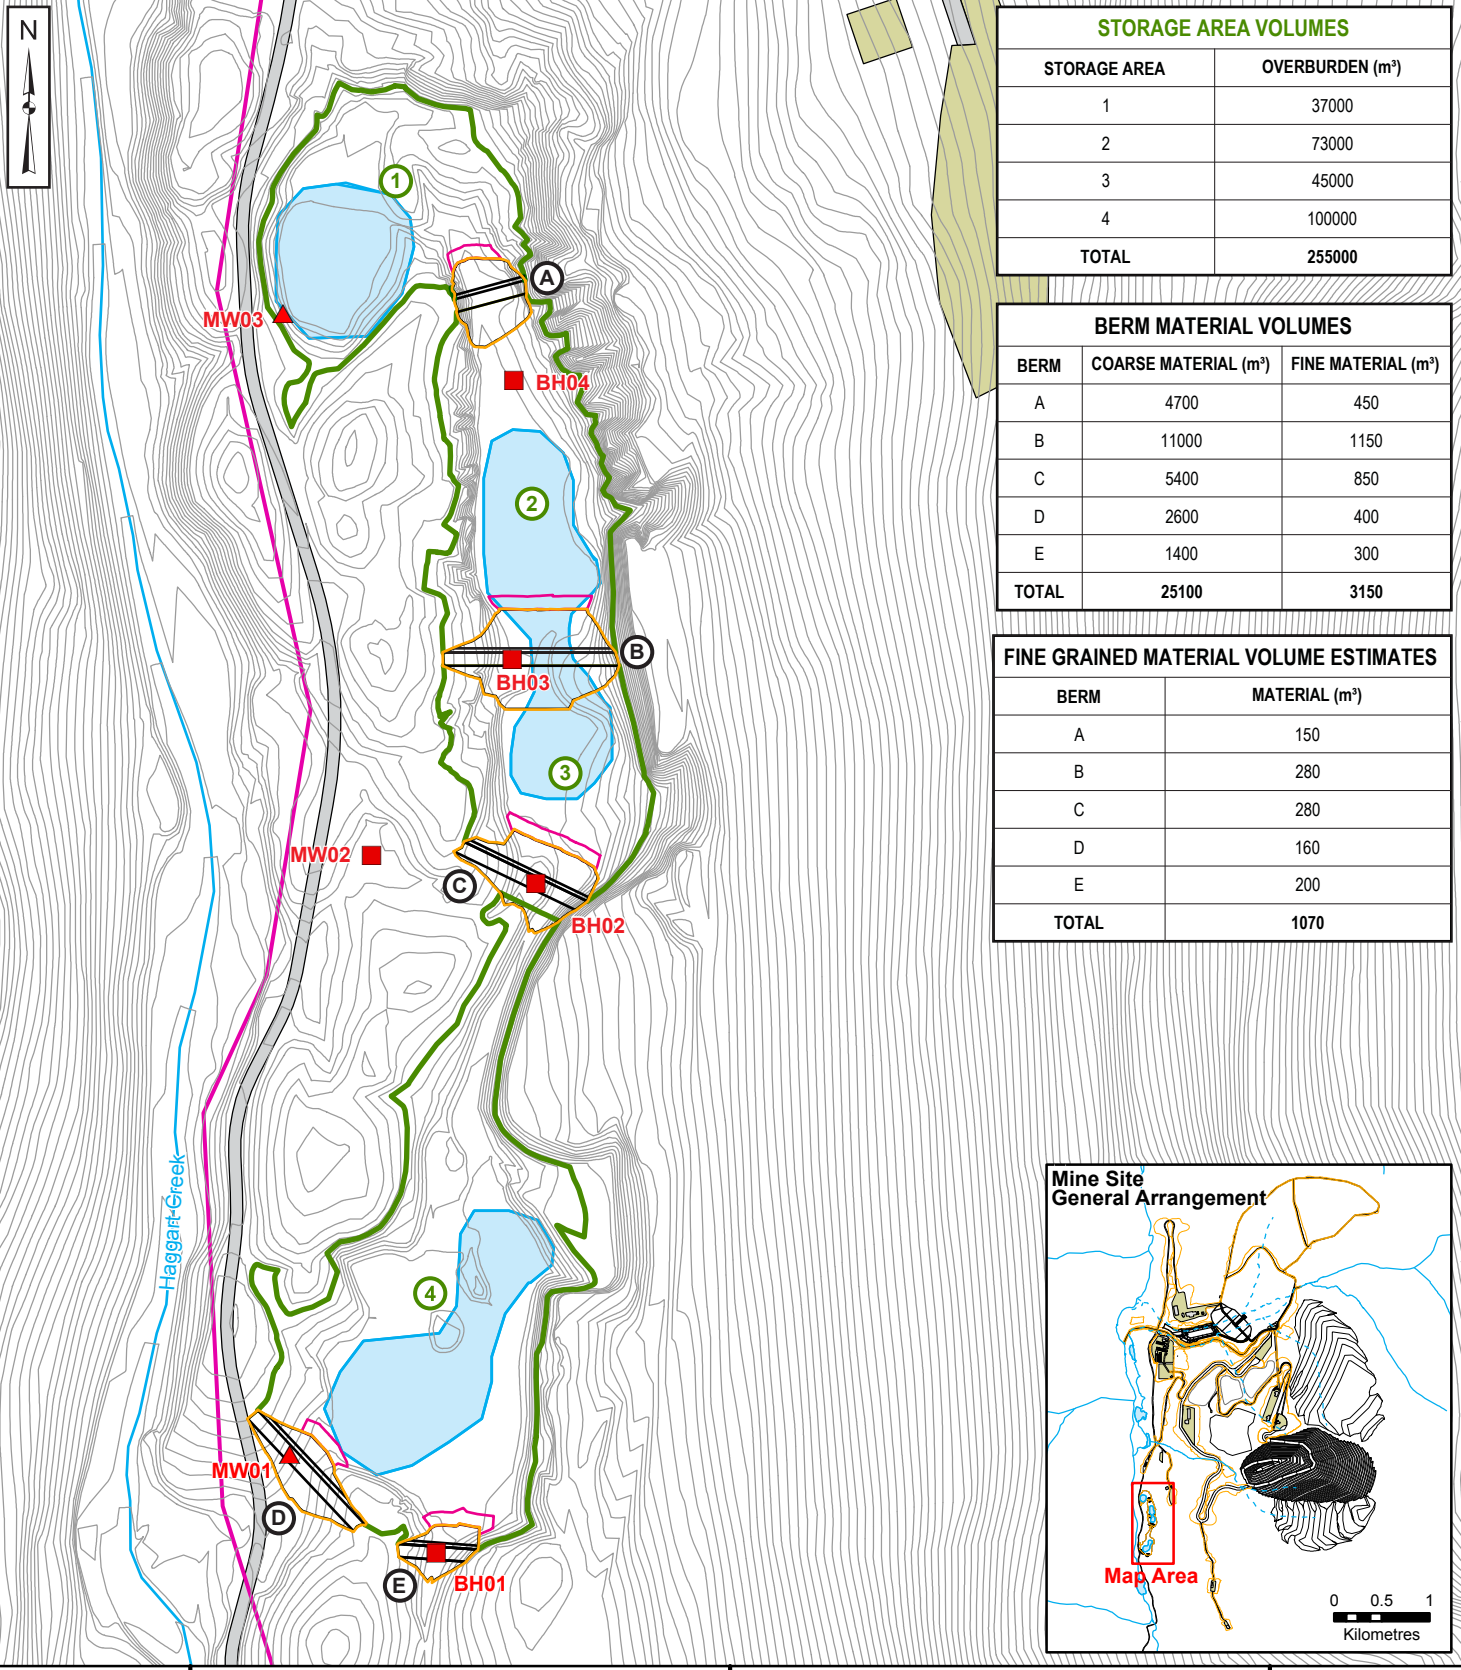 N
STORAGE AREA VOLUMES
STORAGE AREA OVERBURDEN (m³)
1 37000
2 73000
3 45000
4 100000
TOTAL 255000
BERM MATERIAL VOLUMES
BERM COARSE MATERIAL (m³) FINE MATERIAL (m³)
A 4700 450
B 11000 1150
C 5400 850
D 2600 400
E 1400 300
TOTAL 25100 3150
FINE GRAINED MATERIAL VOLUME ESTIMATES
BERM MATERIAL (m³)
A 150
B 280
C 280
D 160
E 200
TOTAL 1070
1
A
MW03
BH04
2
B
BH03
3
MW02
C
BH02
Haggart Creek
4
MW01
D
E
BH01
Mine Site
General Arrangement
Map Area
0 0.5 1
Kilometres